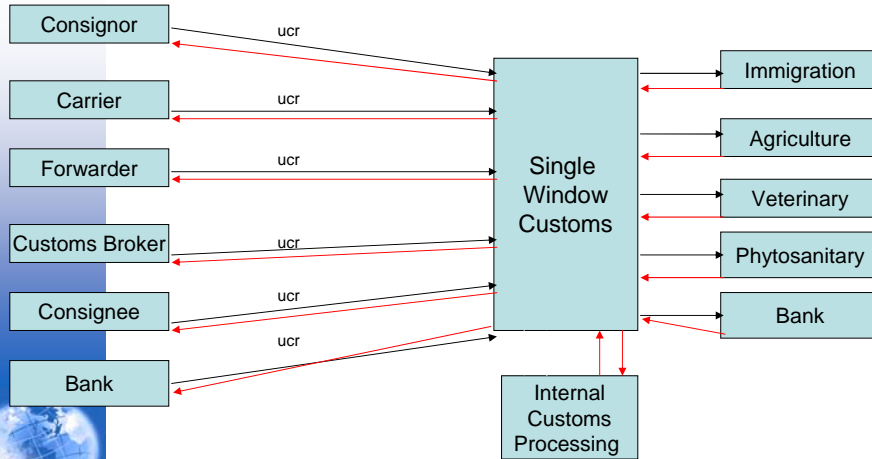 Consignor
ucr
Carrier
ucr
Forwarder
ucr
Customs Broker
ucr
Consignee
ucr
Bank
ucr
Single
Window
Customs
Immigration
Agriculture
Veterinary
Phytosanitary
Bank
Internal
Customs
Processing